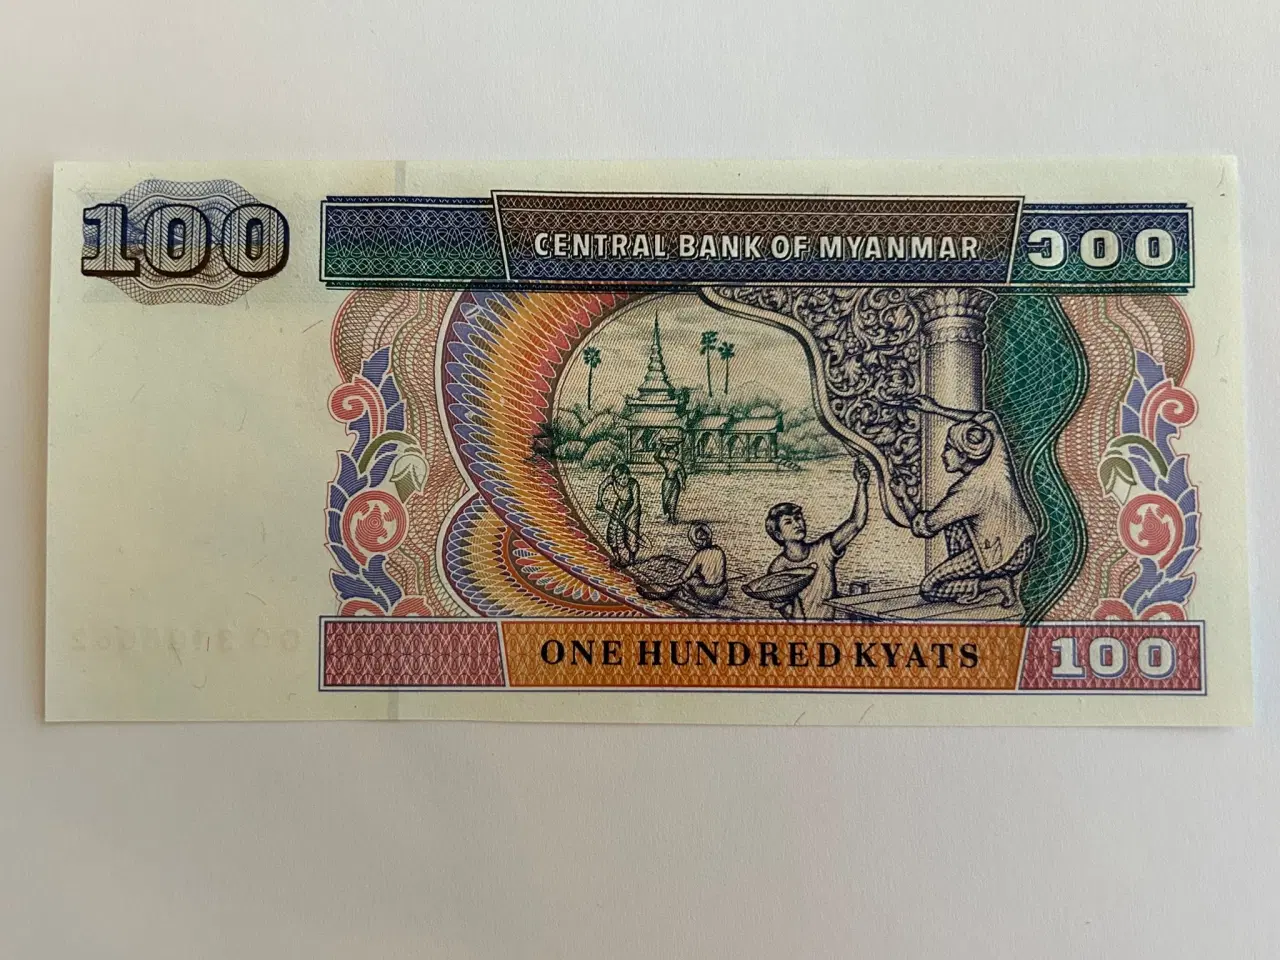 100
CENTRAL BANK OF MYANMAR
၁၀၀
ONE HUNDRED KYATS
100